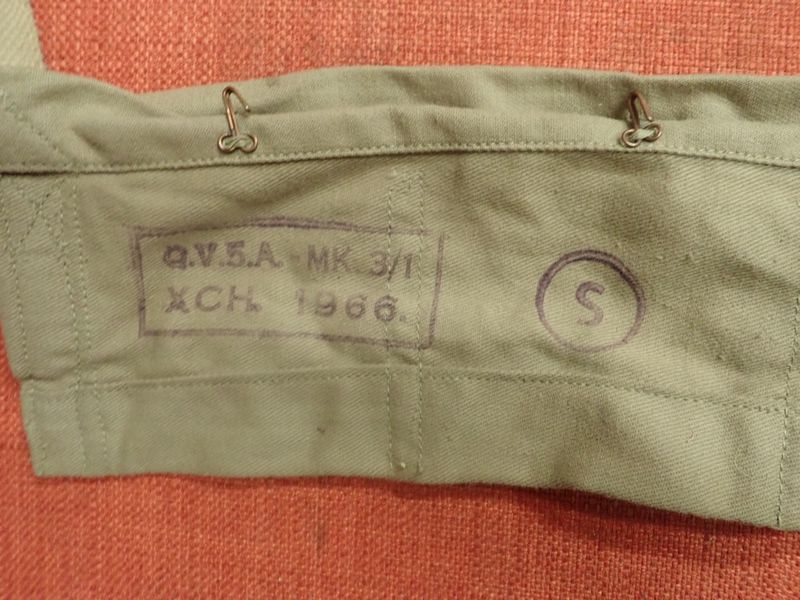 Q.V.5.A. - MK. 3/1
XCH. 1966.
S